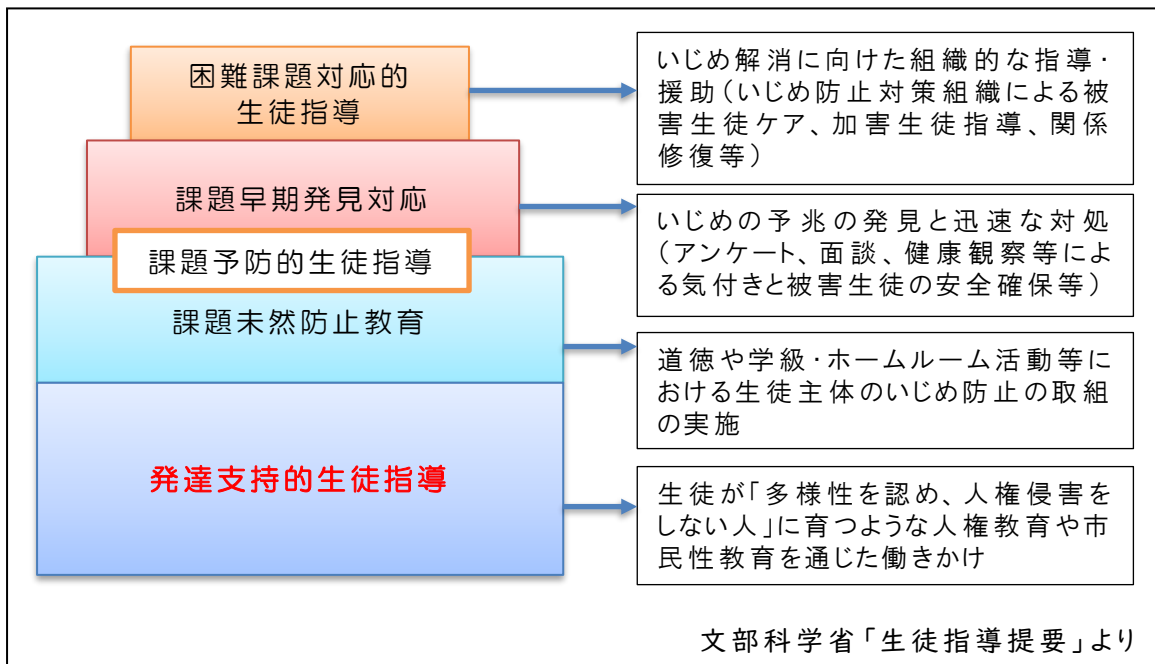 困難課題対応的
生徒指導
いじめ解消に向けた組織的な指導・
援助(いじめ防止対策組織による被
害生徒ケア、加害生徒指導、関係
修復等)
課題早期発見対応
いじめの予兆の発見と迅速な対処
(アンケート、面談、健康観察等によ
る気付きと被害生徒の安全確保等)
課題予防的生徒指導
課題未然防止教育
道徳や学級・ホームルーム活動等に
おける生徒主体のいじめ防止の取組
の実施
発達支持的生徒指導
生徒が「多様性を認め、人権侵害を
しない人」に育つような人権教育や市
民性教育を通じた働きかけ
文部科学省「生徒指導提要」より